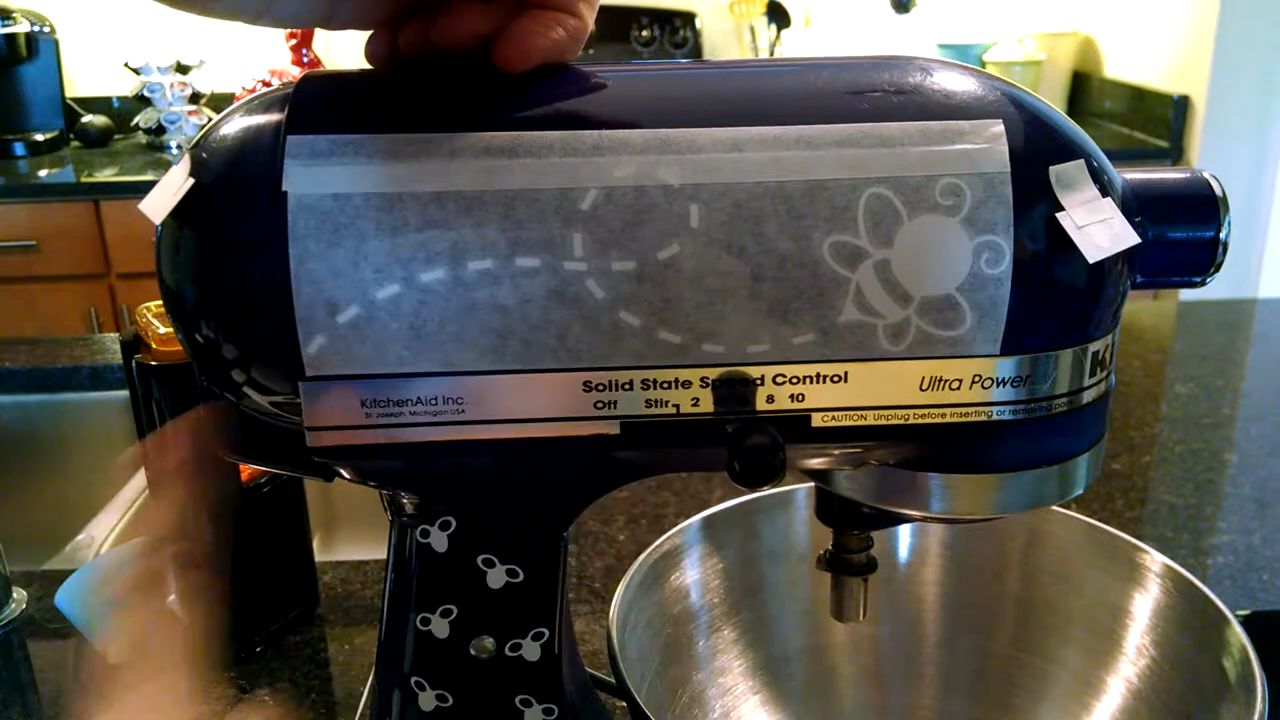 Solid State Speed Control
Ultra Power
KitchenAid Inc.
St. Joseph, Michigan USA
Off Stir 2 8 10
CAUTION: Unplug before inserting or removing parts